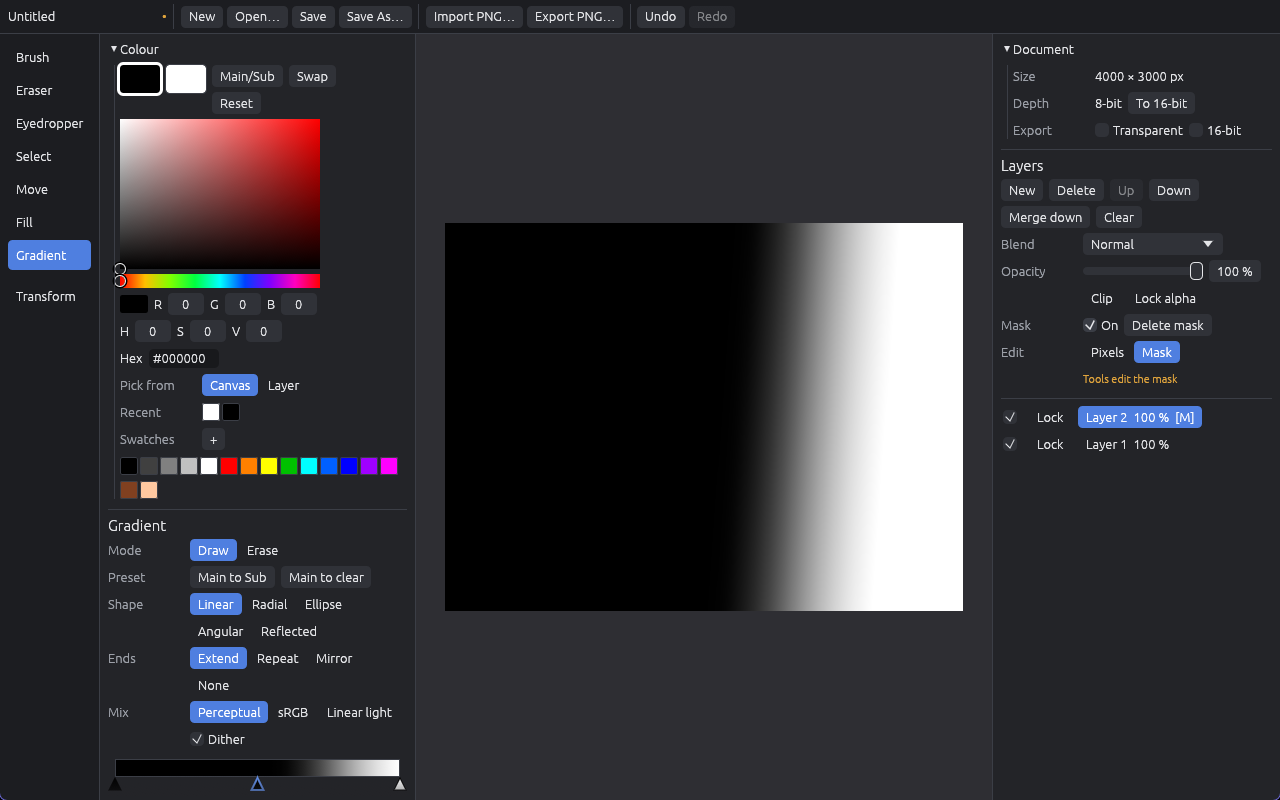 Untitled New Open... Save Save As... Import PNG... Export PNG... Undo Redo
Brush
Eraser
Eyedropper
Select
Move
Fill
Gradient
Transform
Colour
Main/Sub Swap
Reset
R 0 G 0 B 0
H 0 S 0 V 0
Hex #000000
Pick from Canvas Layer
Recent
Swatches +
Gradient
Mode Draw Erase
Preset Main to Sub Main to clear
Shape Linear Radial Ellipse
Angular Reflected
Ends Extend Repeat Mirror
None
Mix Perceptual sRGB Linear light
Dither
Document
Size 4000 × 3000 px
Depth 8-bit To 16-bit
Export Transparent 16-bit
Layers
New Delete Up Down
Merge down Clear
Blend Normal
Opacity 100 %
Clip Lock alpha
Mask On Delete mask
Edit Pixels Mask
Tools edit the mask
Lock Layer 2 100 % [M]
Lock Layer 1 100 %